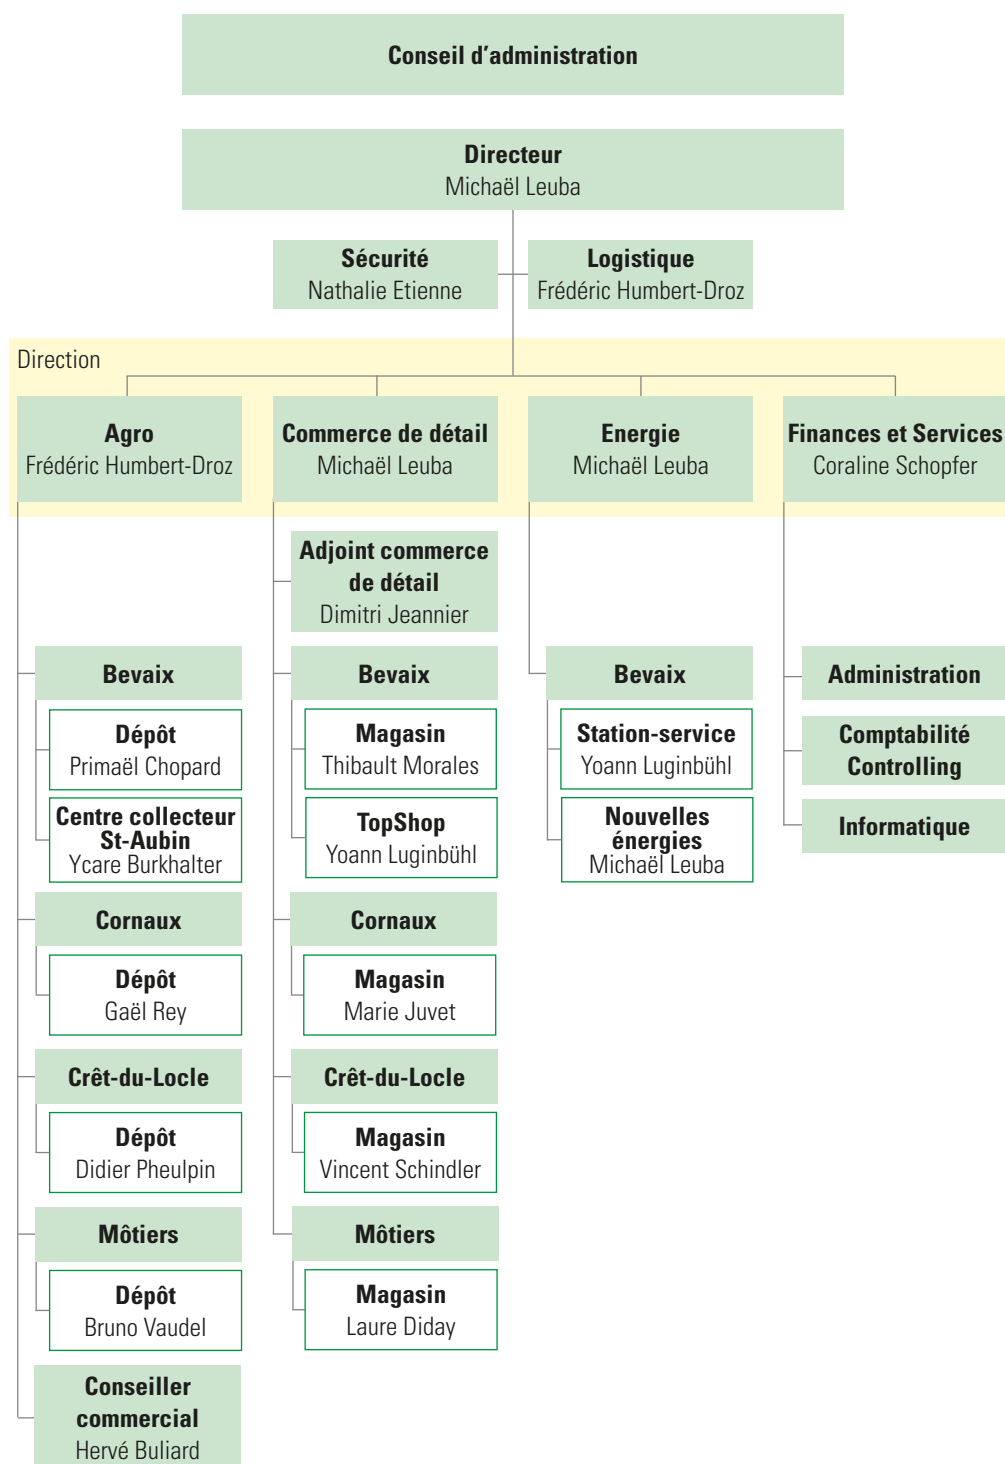 Conseil d’administration
Directeur
Michaël Leuba
Sécurité
Nathalie Etienne
Logistique
Frédéric Humbert-Droz
Direction
Agro
Frédéric Humbert-Droz
Commerce de détail
Michaël Leuba
Energie
Michaël Leuba
Finances et Services
Coraline Schopfer
Bevaix
Dépôt
Primaël Chopard
Centre collecteur
St-Aubin
Ycare Burkhalter
Cornaux
Dépôt
Gaël Rey
Crêt-du-Locle
Dépôt
Didier Pheulpin
Môtiers
Dépôt
Bruno Vaudel
Conseiller
commercial
Hervé Buliard
Adjoint commerce
de détail
Dimitri Jeannier
Bevaix
Magasin
Thibault Morales
TopShop
Yoann Luginbühl
Cornaux
Magasin
Marie Juvet
Crêt-du-Locle
Magasin
Vincent Schindler
Môtiers
Magasin
Laure Diday
Bevaix
Station-service
Yoann Luginbühl
Nouvelles
énergies
Michaël Leuba
Administration
Comptabilité
Controlling
Informatique